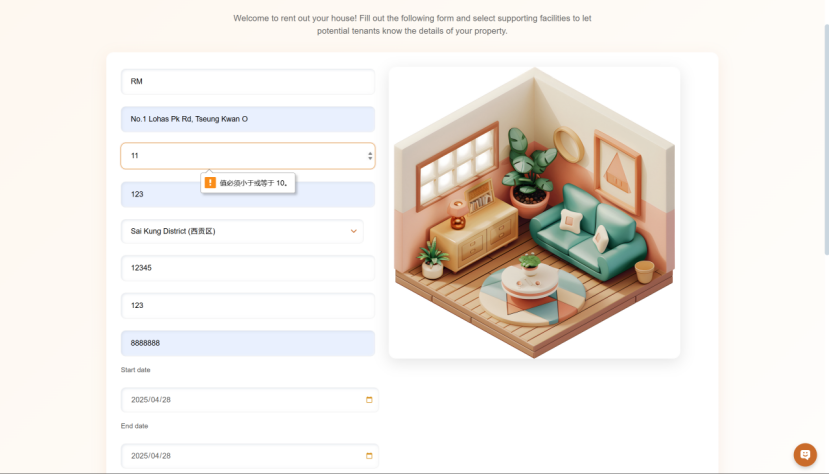 Welcome to rent out your house! Fill out the following form and select supporting facilities to let
potential tenants know the details of your property.
RM
No.1 Lohas Pk Rd, Tseung Kwan O
11
值必须小于或等于 10。
123
Sai Kung District (西贡区)
12345
123
8888888
Start date
2025/04/28
End date
2025/04/28